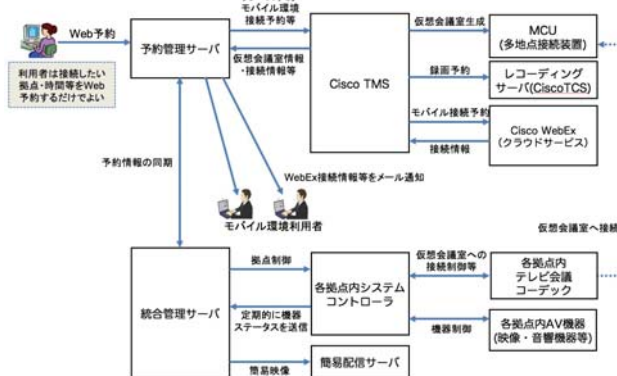 モバイル環境
接続予約等
Web予約
予約管理サーバ
利用者は接続したい
拠点・時間等をWeb
予約するだけでよい
仮想会議室情報
・接続情報等
Cisco TMS
仮想会議室生成
MCU
(多地点接続装置)
録画予約
レコーディング
サーバ(CiscoTCS)
モバイル接続予約
Cisco WebEx
(クラウドサービス)
接続情報
予約情報の同期
WebEx接続情報等をメール通知
モバイル環境利用者
仮想会議室へ接続
統合管理サーバ
拠点制御
定期的に機器
ステータスを送信
簡易映像
各拠点内システム
コントローラ
簡易配信サーバ
仮想会議室への
接続制御等
各拠点内
テレビ会議
コーデック
機器制御
各拠点内AV機器
(映像・音響機器等)